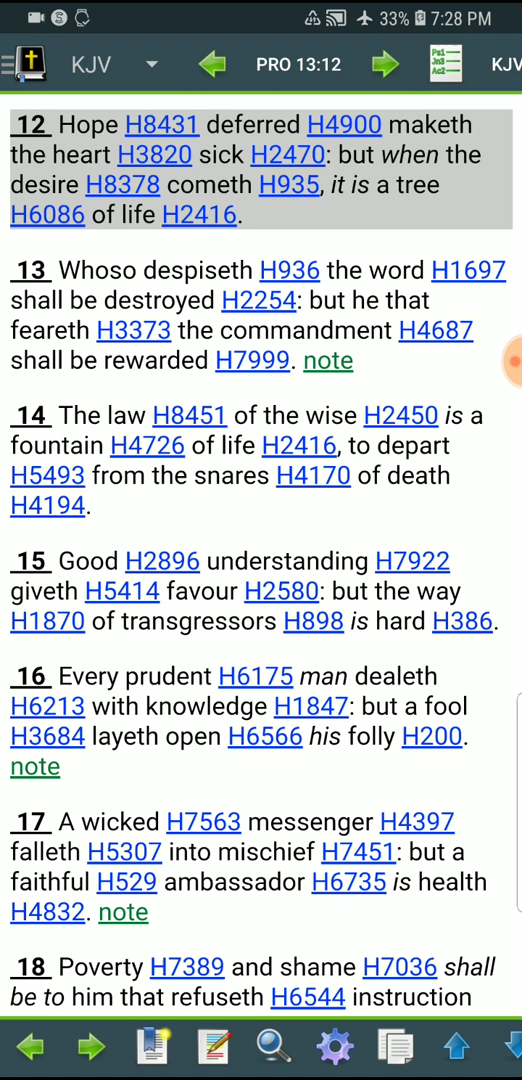 33% 7:28 PM
KJV PRO 13:12 KJV
Ps1
Jn3
Ac2
12 Hope H8431 deferred H4900 maketh
the heart H3820 sick H2470: but when the
desire H8378 cometh H935, it is a tree
H6086 of life H2416.
13 Whoso despiseth H936 the word H1697
shall be destroyed H2254: but he that
feareth H3373 the commandment H4687
shall be rewarded H7999. note
14 The law H8451 of the wise H2450 is a
fountain H4726 of life H2416, to depart
H5493 from the snares H4170 of death
H4194.
15 Good H2896 understanding H7922
giveth H5414 favour H2580: but the way
H1870 of transgressors H898 is hard H386.
16 Every prudent H6175 man dealeth
H6213 with knowledge H1847: but a fool
H3684 layeth open H6566 his folly H200.
note
17 A wicked H7563 messenger H4397
falleth H5307 into mischief H7451: but a
faithful H529 ambassador H6735 is health
H4832. note
18 Poverty H7389 and shame H7036 shall
be to him that refuseth H6544 instruction